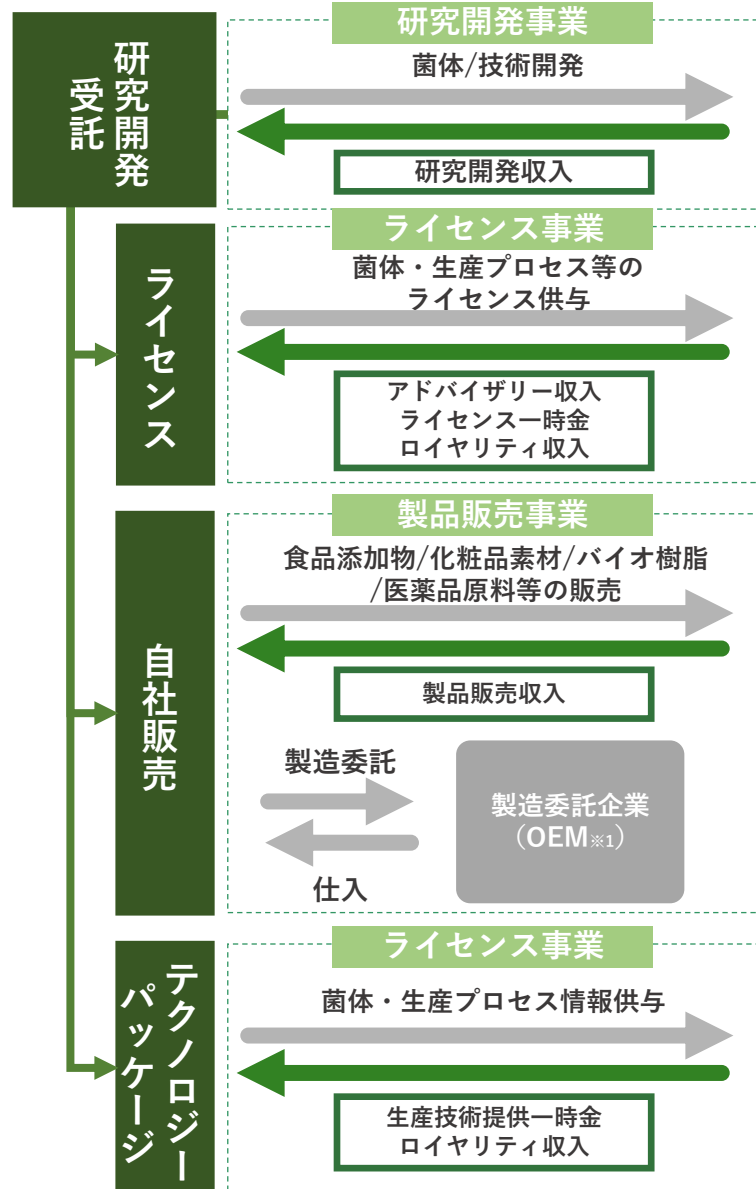 研究開発
受託
研究開発事業
菌体/技術開発
研究開発収入
ライセンス
ライセンス事業
菌体・生産プロセス等の
ライセンス供与
アドバイザリー収入
ライセンス一時金
ロイヤリティ収入
自社販売
製品販売事業
食品添加物/化粧品素材/バイオ樹脂
/医薬品原料等の販売
製品販売収入
製造委託
仕入
製造委託企業
（OEM※1）
テクノロジー
パッケージ
ライセンス事業
菌体・生産プロセス情報供与
生産技術提供一時金
ロイヤリティ収入